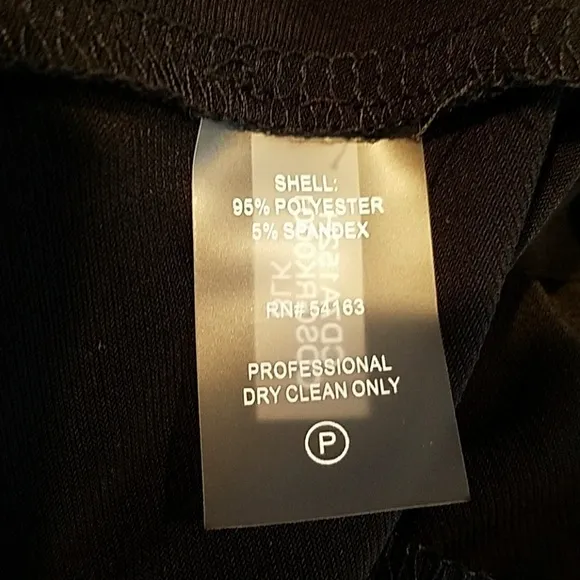 SHELL:
95% POLYESTER
5% SPANDEX
RN# 54163
PROFESSIONAL
DRY CLEAN ONLY
P